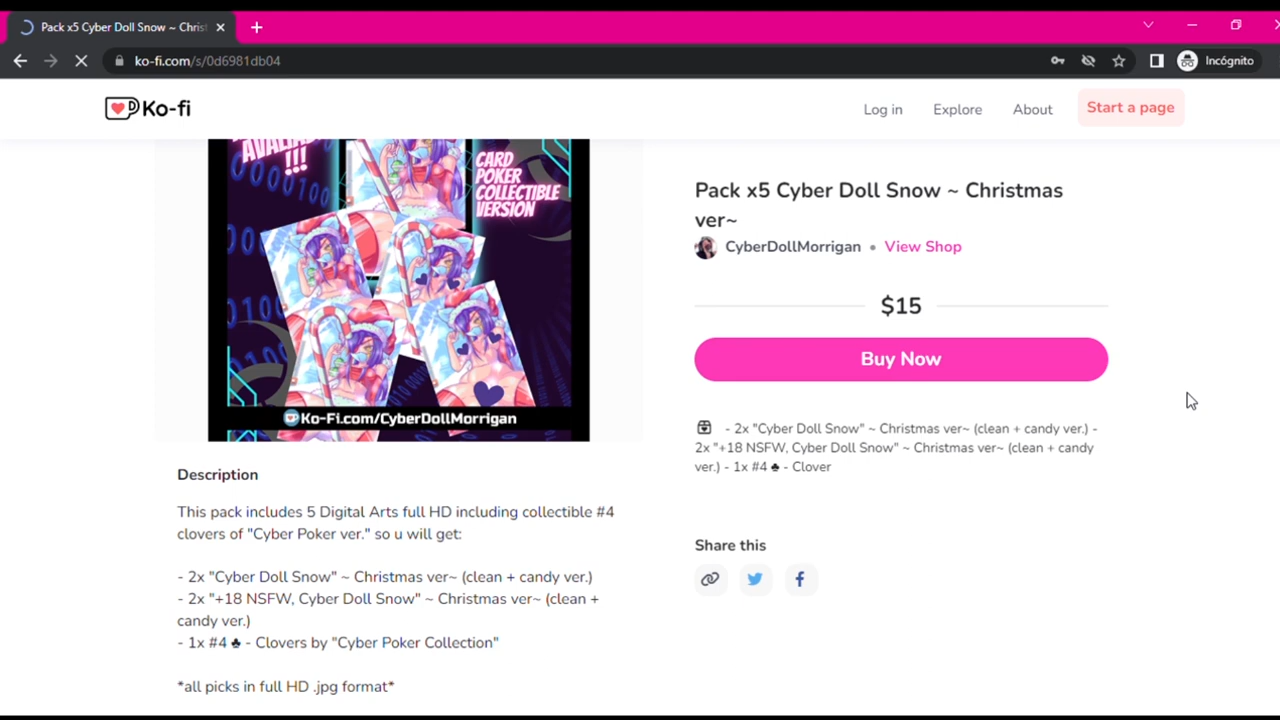 Pack x5 Cyber Doll Snow ~ Chris
ko-fi.com/s/0d6981db04
Incógnito
Ko-fi
Log in
Explore
About
Start a page
!!!
CARD
POKER
COLLECTIBLE
VERSION
Ko-Fi.com/CyberDollMorrigan
Pack x5 Cyber Doll Snow ~ Christmas
ver~
CyberDollMorrigan • View Shop
$15
Buy Now
- 2x "Cyber Doll Snow" ~ Christmas ver~ (clean + candy ver.) -
2x "+18 NSFW, Cyber Doll Snow" ~ Christmas ver~ (clean + candy
ver.) - 1x #4 ♣ - Clover
Share this
Description
This pack includes 5 Digital Arts full HD including collectible #4
clovers of "Cyber Poker ver." so u will get:
- 2x "Cyber Doll Snow" ~ Christmas ver~ (clean + candy ver.)
- 2x "+18 NSFW, Cyber Doll Snow" ~ Christmas ver~ (clean +
candy ver.)
- 1x #4 ♣ - Clovers by "Cyber Poker Collection"
*all picks in full HD .jpg format*